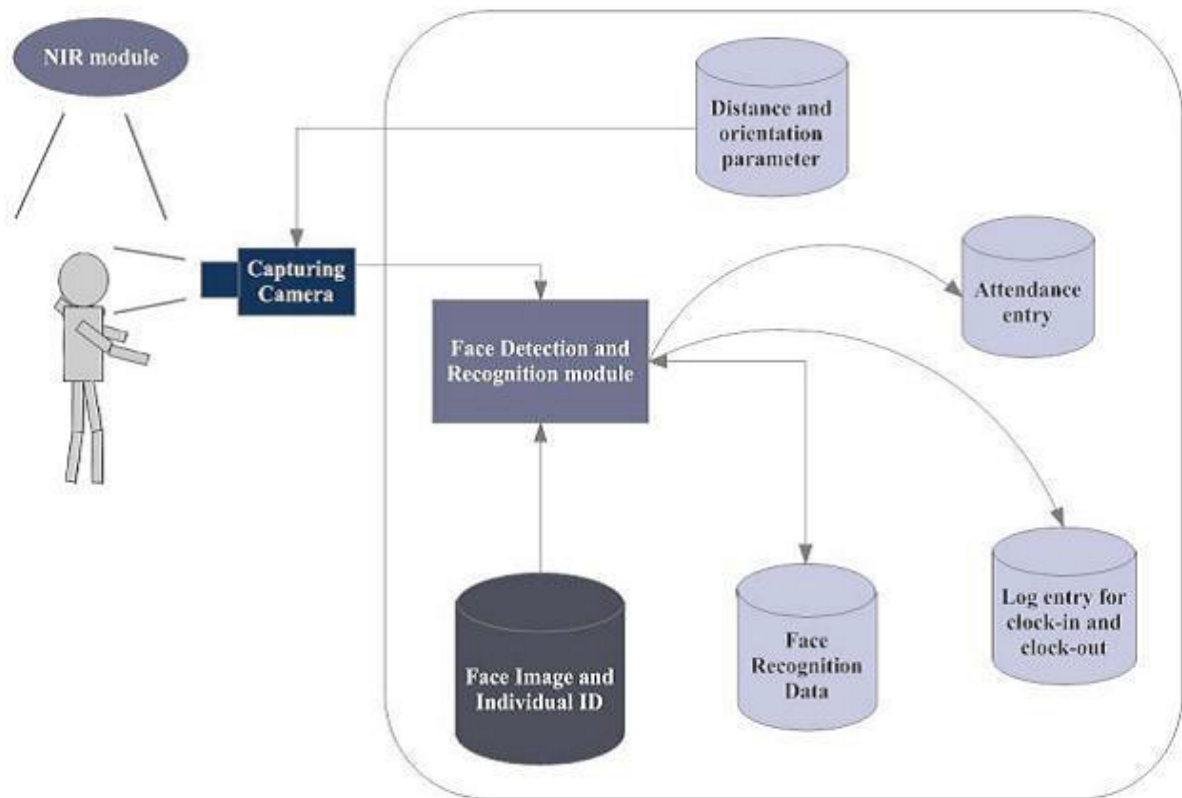 NIR module
Distance and
orientation
parameter
Capturing
Camera
Attendance
entry
Face Detection and
Recognition module
Log entry for
clock-in and
clock-out
Face
Recognition
Data
Face Image and
Individual ID